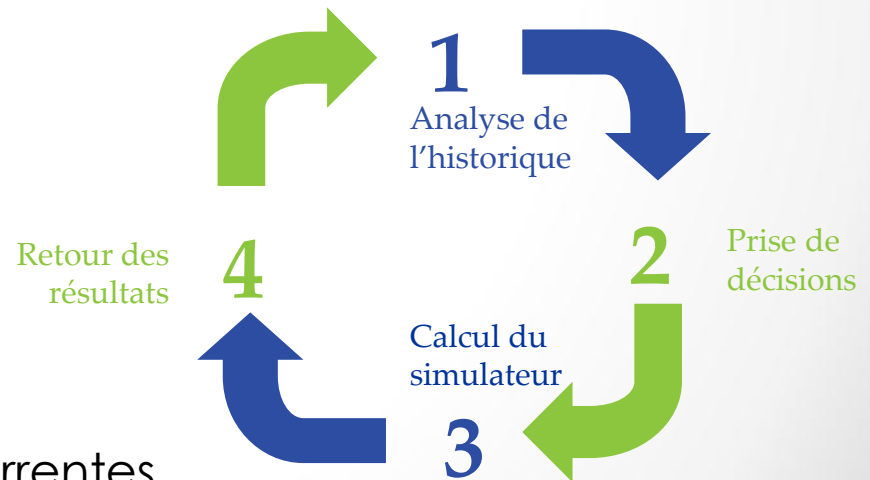 1
Analyse de
l'historique
2
Prise de
décisions
3
Calcul du
simulateur
4
Retour des
résultats
rrentes